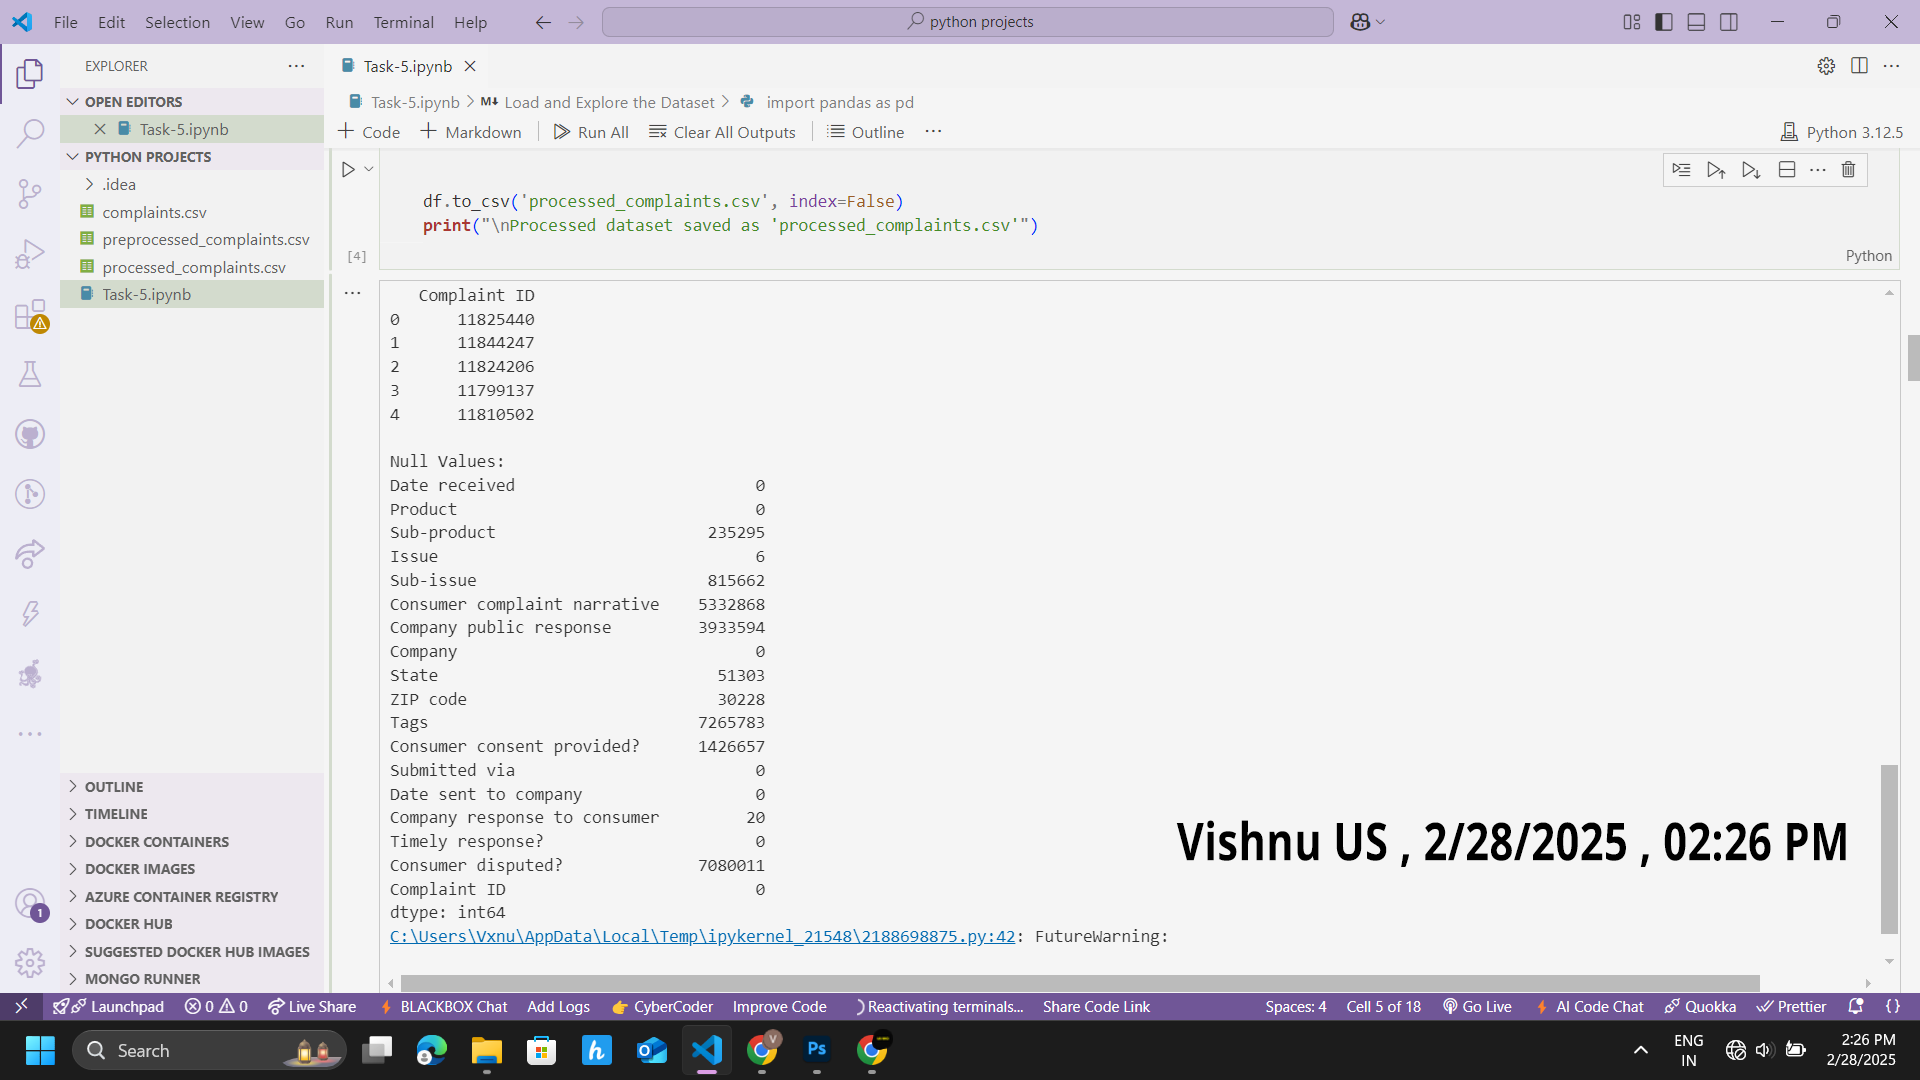 File Edit Selection View Go Run Terminal Help
python projects
EXPLORER
OPEN EDITORS
Task-5.ipynb
PYTHON PROJECTS
.idea
complaints.csv
preprocessed_complaints.csv
processed_complaints.csv
Task-5.ipynb
OUTLINE
TIMELINE
DOCKER CONTAINERS
DOCKER IMAGES
AZURE CONTAINER REGISTRY
DOCKER HUB
SUGGESTED DOCKER HUB IMAGES
MONGO RUNNER
1
Task-5.ipynb
Task-5.ipynb > M↓ Load and Explore the Dataset > import pandas as pd
+ Code + Markdown Run All Clear All Outputs Outline ...
Python 3.12.5
df.to_csv('processed_complaints.csv', index=False)
print("\nProcessed dataset saved as 'processed_complaints.csv'")
[4]
Python
Complaint ID
0 11825440
1 11844247
2 11824206
3 11799137
4 11810502
Null Values:
Date received 0
Product 0
Sub-product 235295
Issue 6
Sub-issue 815662
Consumer complaint narrative 5332868
Company public response 3933594
Company 0
State 51303
ZIP code 30228
Tags 7265783
Consumer consent provided? 1426657
Submitted via 0
Date sent to company 0
Company response to consumer 20
Timely response? 0
Consumer disputed? 7080011
Complaint ID 0
dtype: int64
C:\Users\Vxnu\AppData\Local\Temp\ipykernel_21548\2188698875.py:42: FutureWarning:
Vishnu US , 2/28/2025 , 02:26 PM
Launchpad 0 0 Live Share BLACKBOX Chat Add Logs CyberCoder Improve Code Reactivating terminals... Share Code Link Spaces: 4 Cell 5 of 18 Go Live AI Code Chat Quokka Prettier {}
Search
h
Ps
V
ENG
IN
2:26 PM
2/28/2025